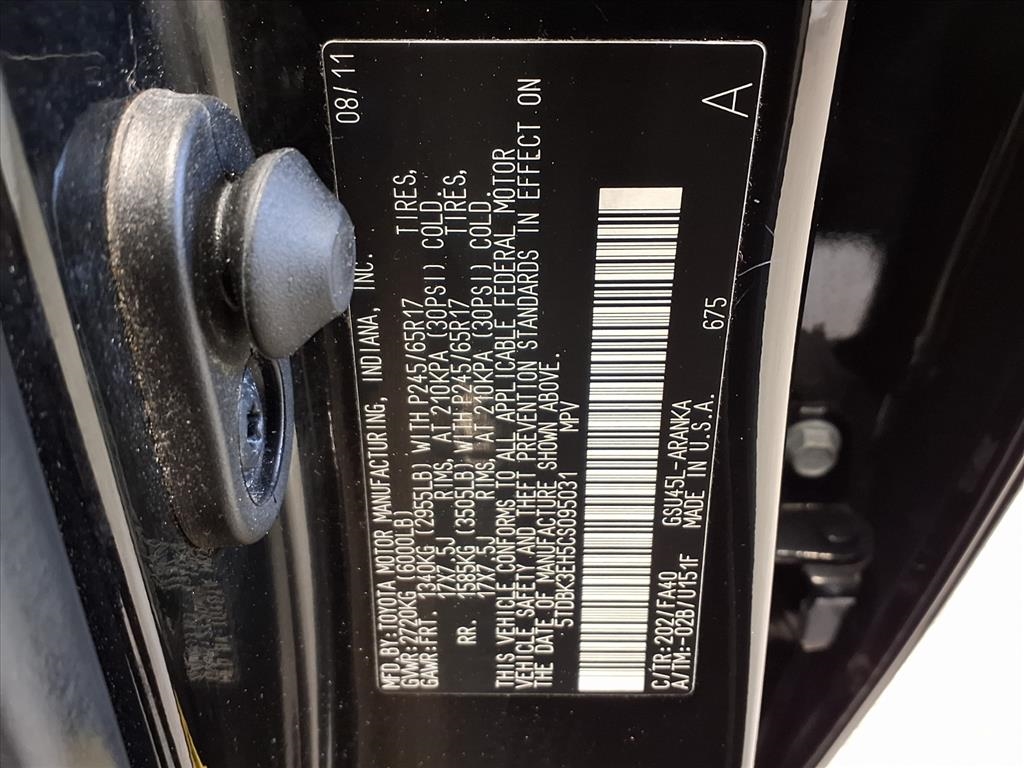 MFD.BY:TOYOTA MOTOR MANUFACTURING, INDIANA, INC. 08/11
GVWR:2720KG (6000LB)
GAWR:FRT. 1340KG (2955LB) WITH P245/65R17 TIRES,
17X7.5J RIMS, AT 210KPA (30PSI) COLD.
RR. 1585KG (3505LB) WITH P245/65R17 TIRES,
17X7.5J RIMS, AT 210KPA (30PSI) COLD.
THIS VEHICLE CONFORMS TO ALL APPLICABLE FEDERAL MOTOR
VEHICLE SAFETY AND THEFT PREVENTION STANDARDS IN EFFECT ON
THE DATE OF MANUFACTURE SHOWN ABOVE.
5TDBK3EH5CS095031 MPV
C/TR:202/FA40 GSU45L-ARANKA 675
A/TM:-02B/U151F MADE IN U.S.A. A